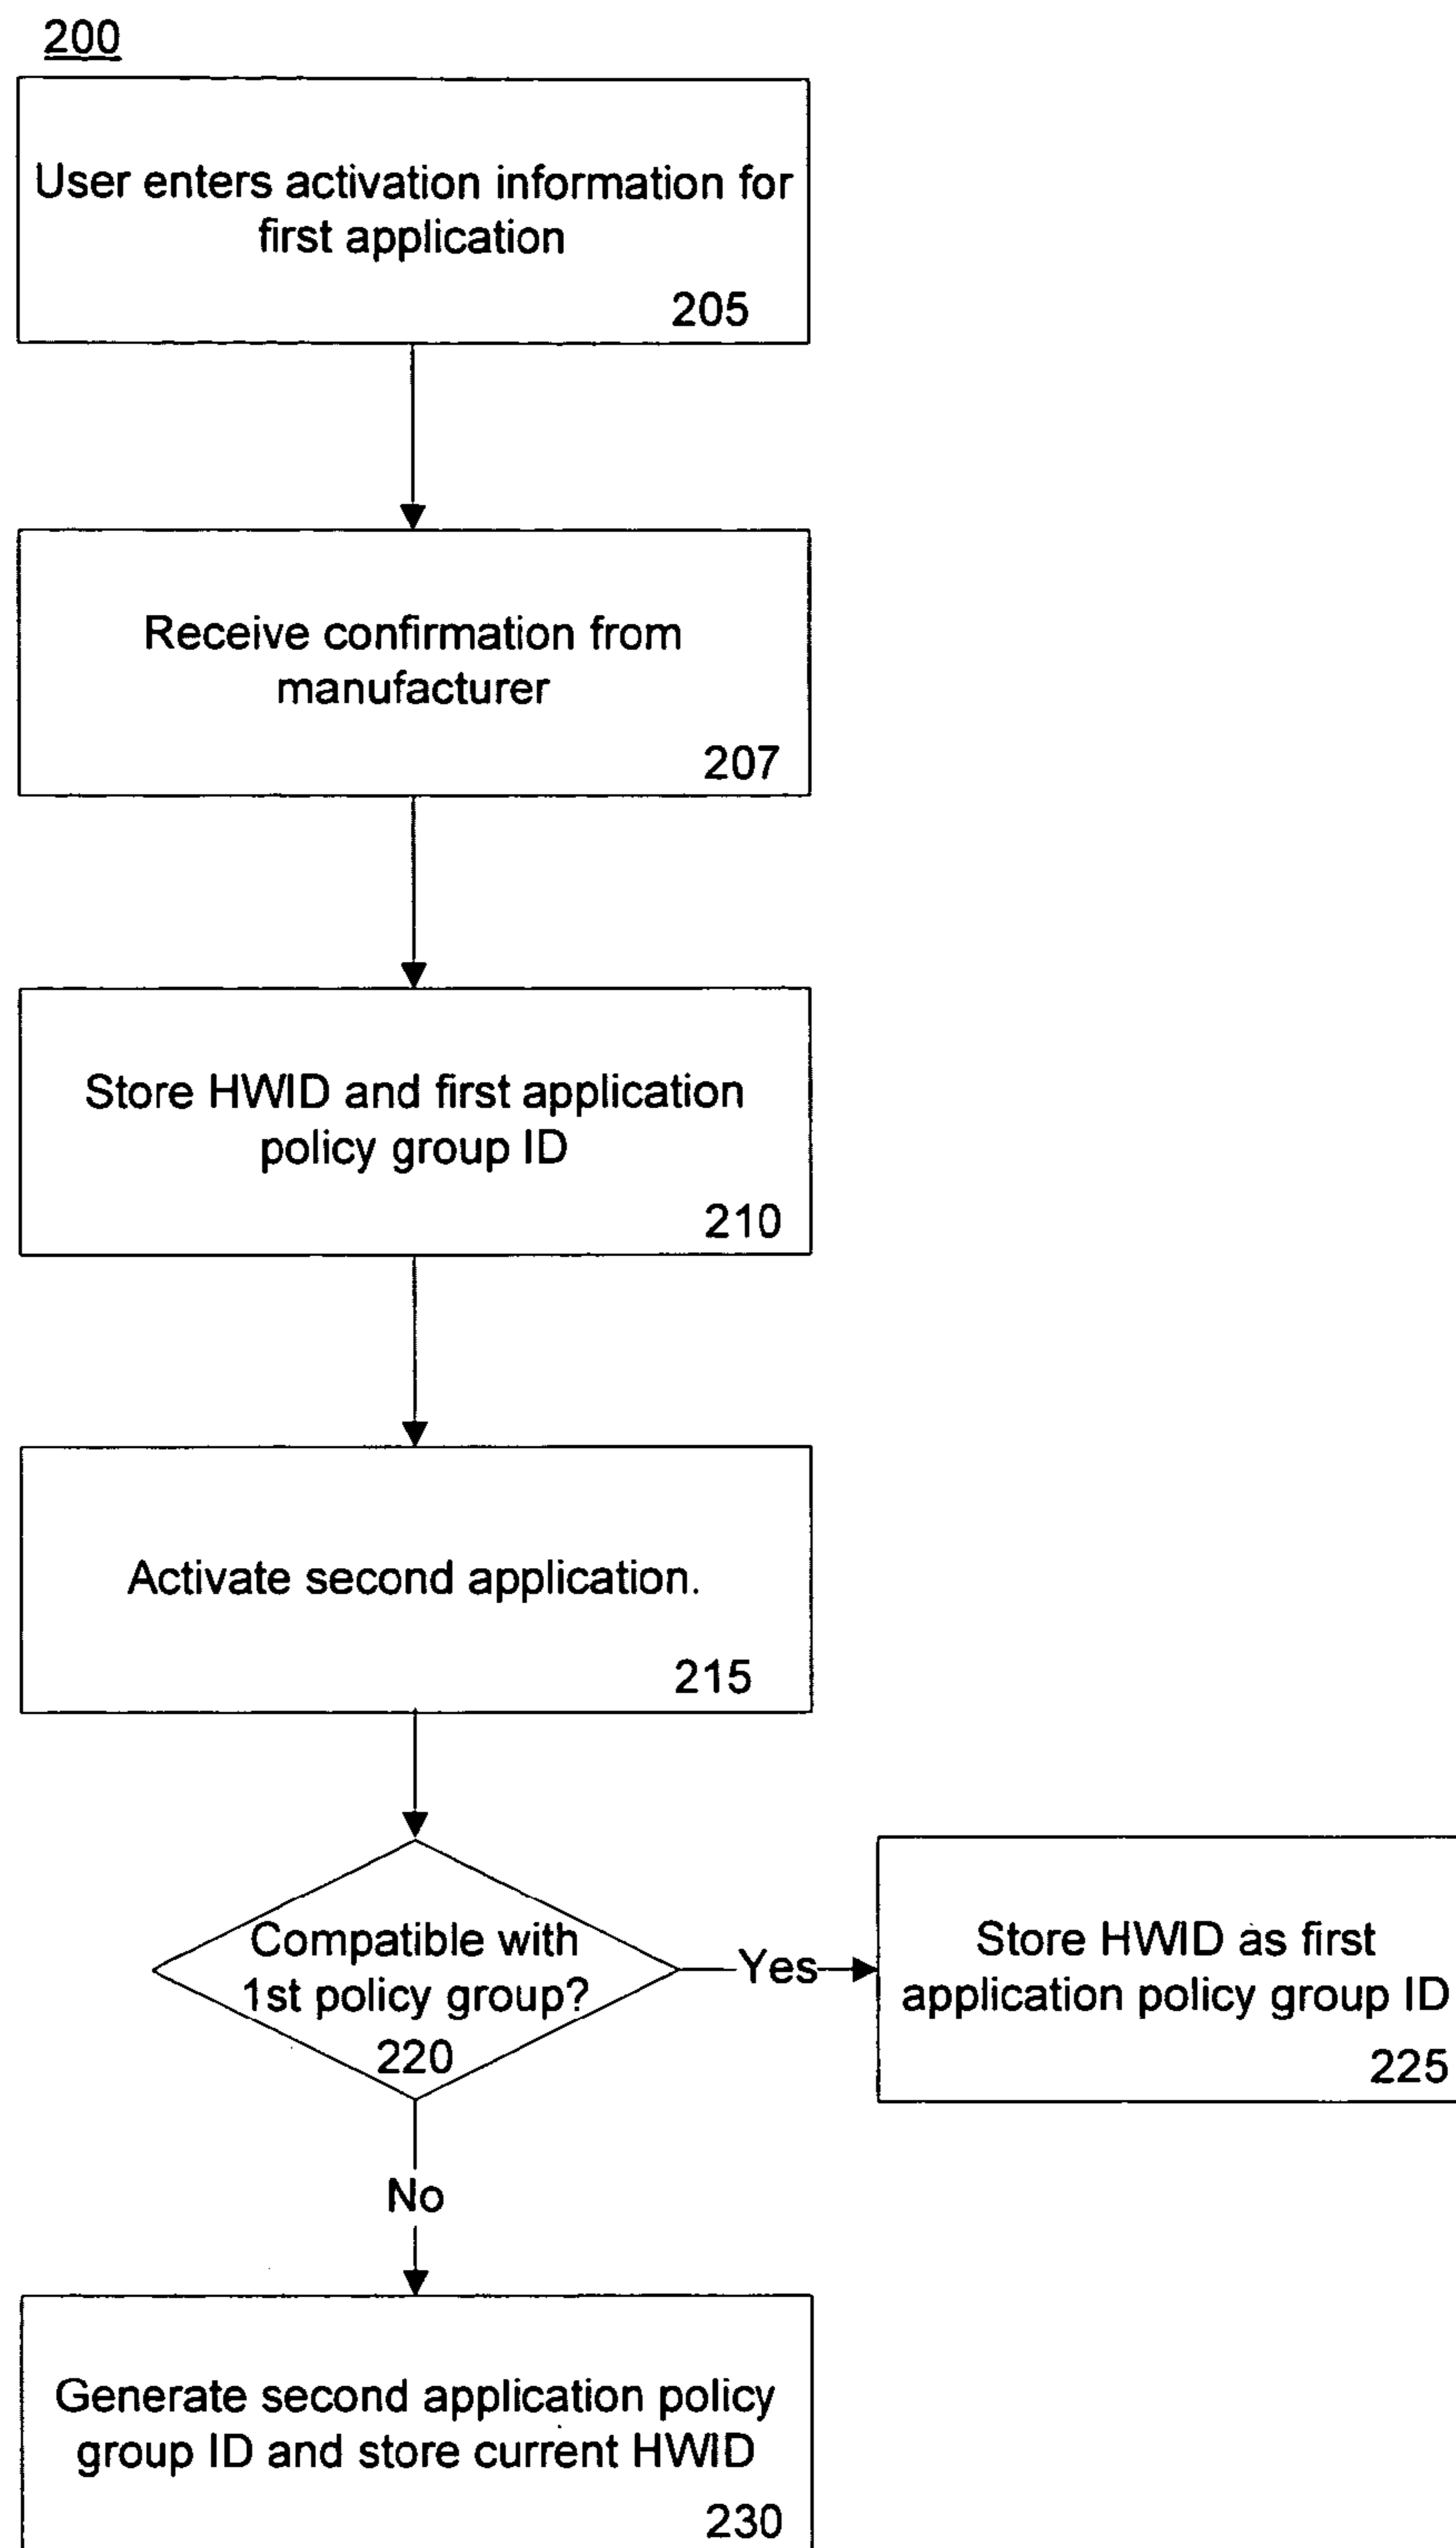 200
User enters activation information for
first application
205
Receive confirmation from
manufacturer
207
Store HWID and first application
policy group ID
210
Activate second application.
215
Compatible with
1st policy group?
220
Yes
Store HWID as first
application policy group ID
225
No
Generate second application policy
group ID and store current HWID
230